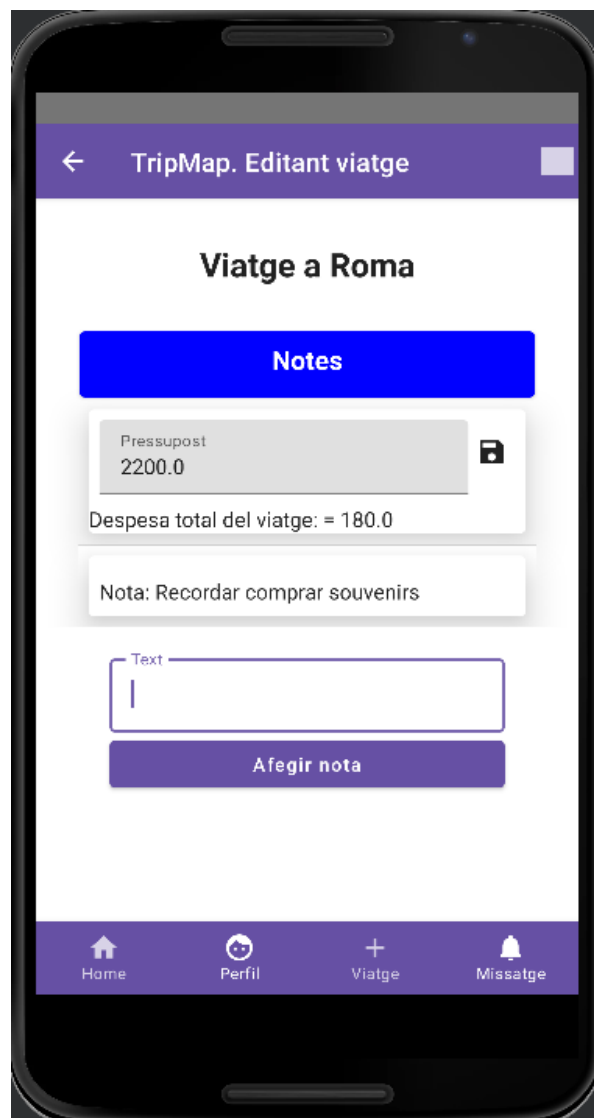 TripMap. Editant viatge
Viatge a Roma
Notes
Pressupost
2200.0
Despesa total del viatge: = 180.0
Nota: Recordar comprar souvenirs
Text
Afegir nota
Home Perfil Viatge Missatge